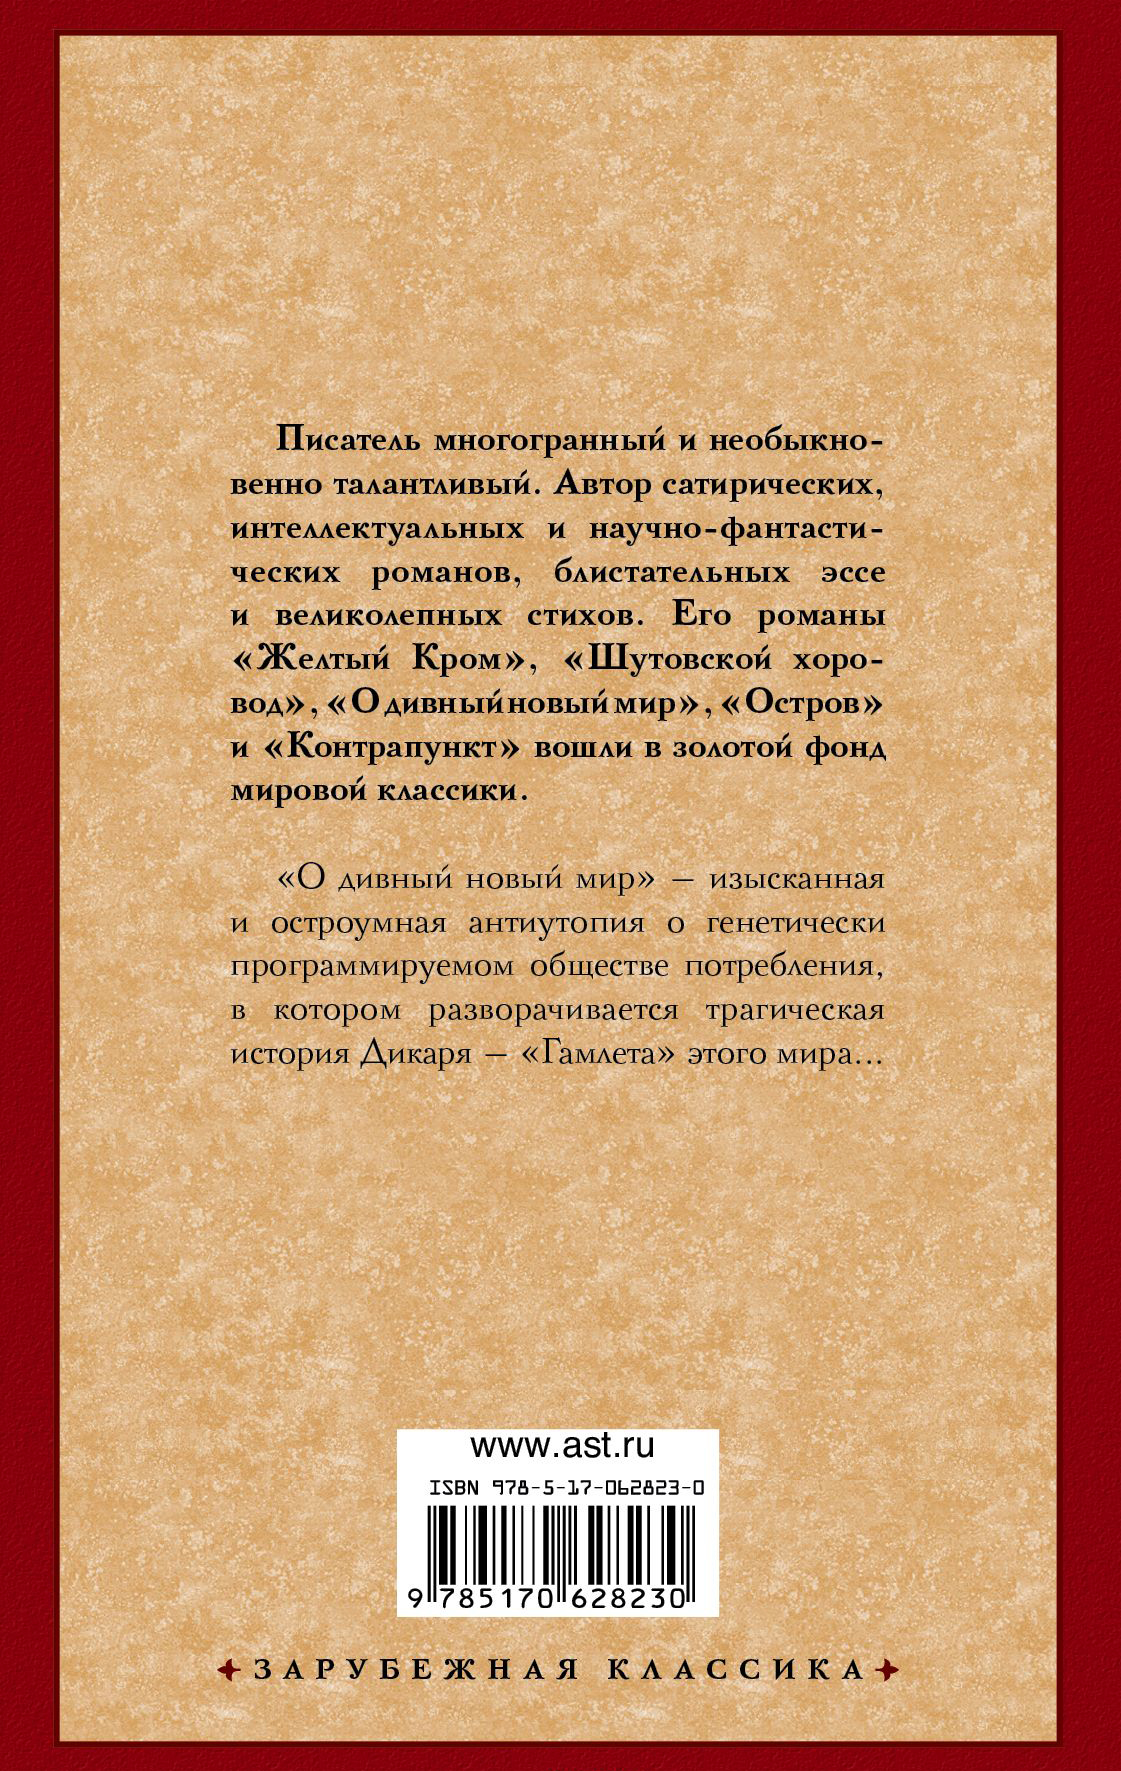 Писатель многогранный и необыкно-
венно талантливый. Автор сатирических,
интеллектуальных и научно-фантасти-
ческих романов, блистательных эссе
и великолепных стихов. Его романы
«Желтый Кром», «Шутовской хоро-
вод», «О дивный новый мир», «Остров»
и «Контрапункт» вошли в золотой фонд
мировой классики.
«О дивный новый мир» – изысканная
и остроумная антиутопия о генетически
программируемом обществе потребления,
в котором разворачивается трагическая
история Дикаря – «Гамлета» этого мира...
www.ast.ru
ISBN 978-5-17-062823-0
9 785170 628230
ЗАРУБЕЖНАЯ КЛАССИКА